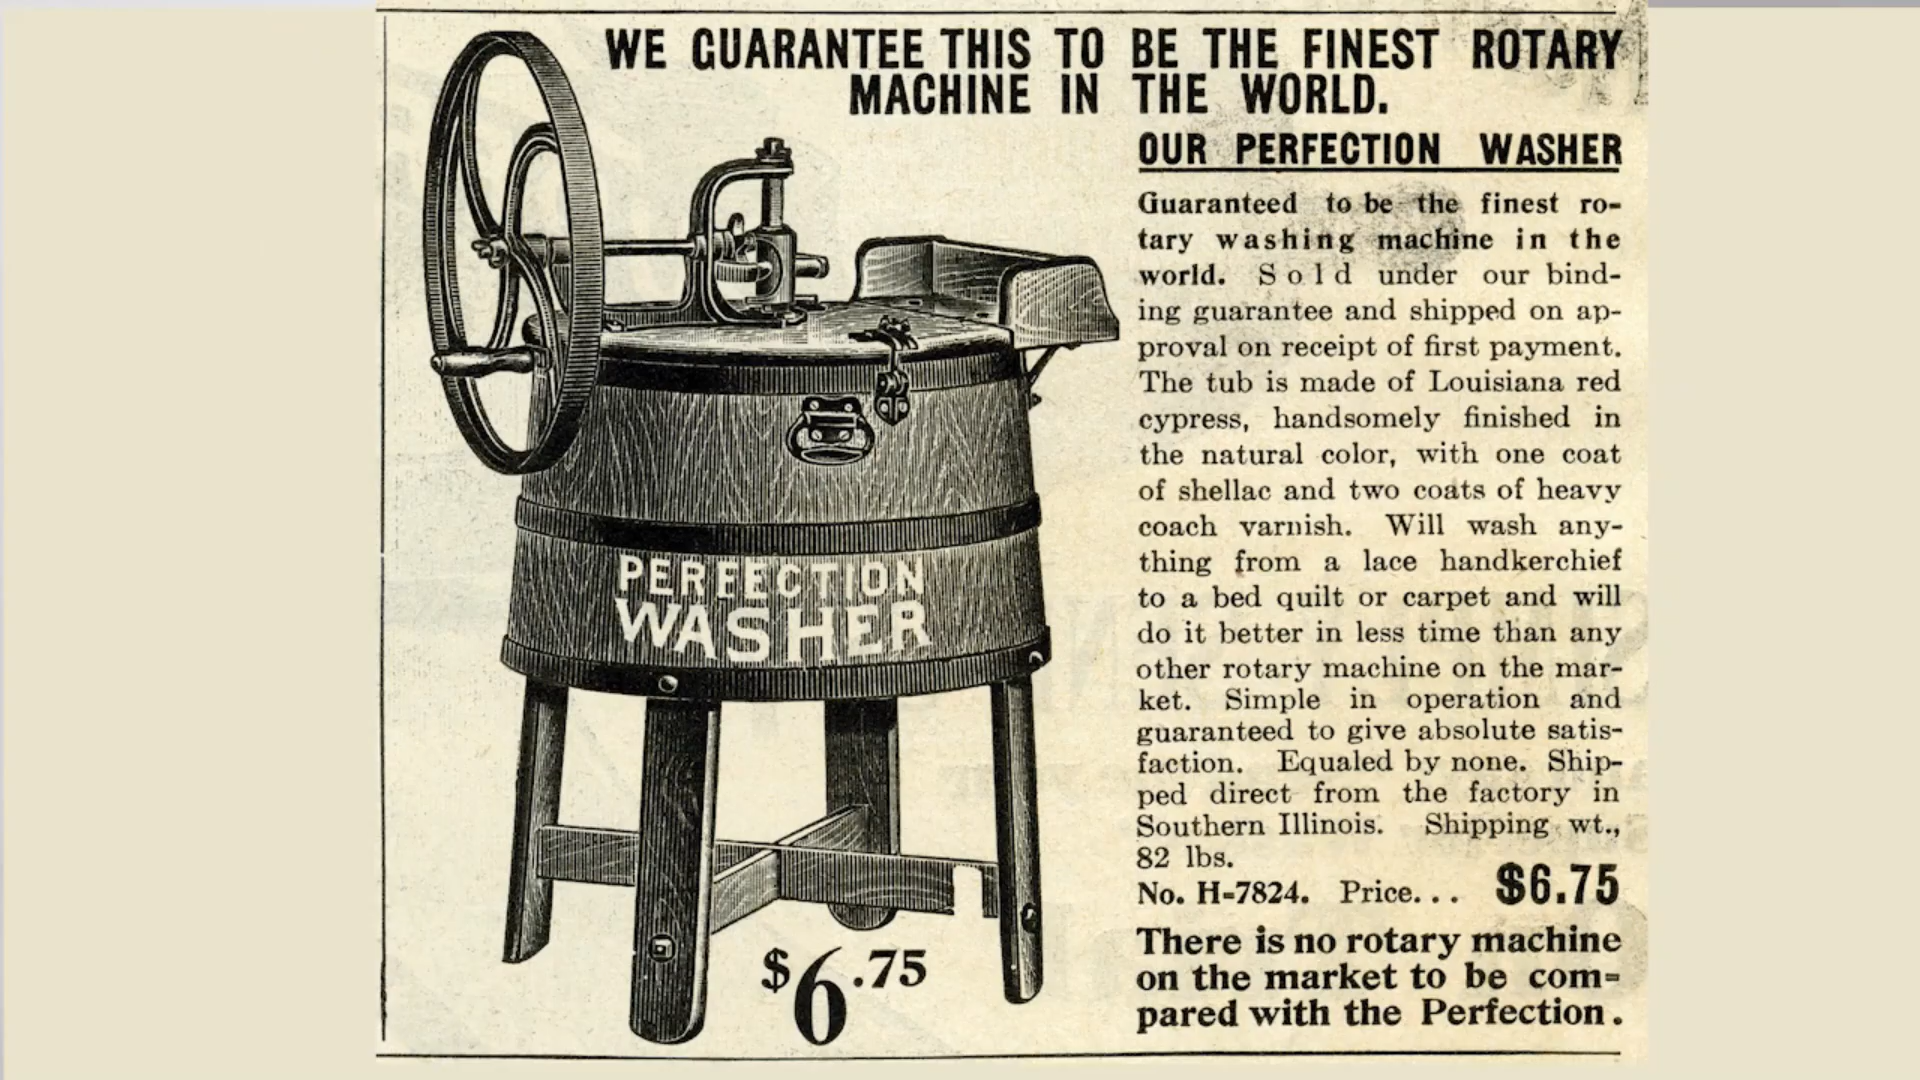 WE GUARANTEE THIS TO BE THE FINEST ROTARY
MACHINE IN THE WORLD.
OUR PERFECTION WASHER
Guaranteed to be the finest ro-
tary washing machine in the
world. Sold under our bind-
ing guarantee and shipped on ap-
proval on receipt of first payment.
The tub is made of Louisiana red
cypress, handsomely finished in
the natural color, with one coat
of shellac and two coats of heavy
coach varnish. Will wash any-
thing from a lace handkerchief
to a bed quilt or carpet and will
do it better in less time than any
other rotary machine on the mar-
ket. Simple in operation and
guaranteed to give absolute satis-
faction. Equaled by none. Ship-
ped direct from the factory in
Southern Illinois. Shipping wt.,
82 lbs.
No. H-7824. Price... $6.75
There is no rotary machine
on the market to be com-
pared with the Perfection.
PERFECTION
WASHER
$6.75